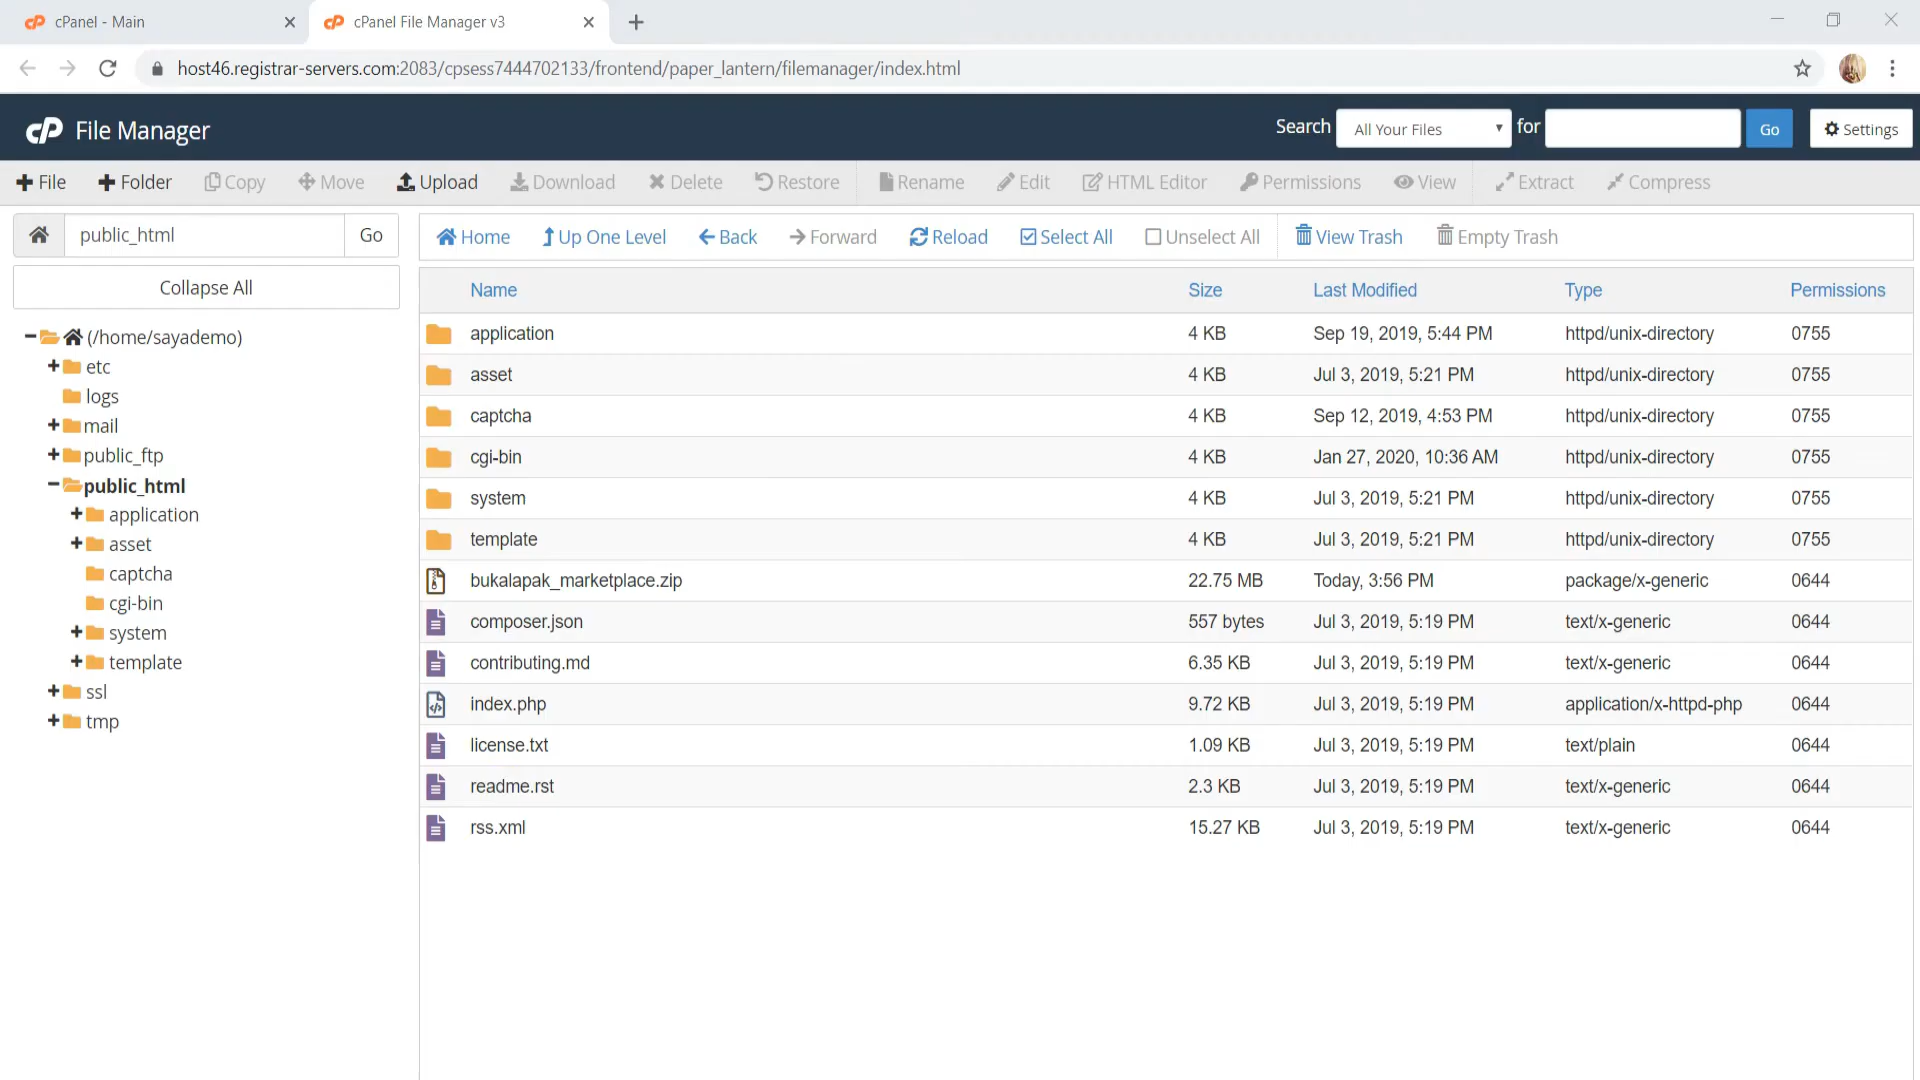 cPanel - Main
cPanel File Manager v3
host46.registrar-servers.com:2083/cpsess7444702133/frontend/paper_lantern/filemanager/index.html
cP File Manager
Search All Your Files for Go Settings
File Folder Copy Move Upload Download Delete Restore Rename Edit HTML Editor Permissions View Extract Compress
public_html Go
Home Up One Level Back Forward Reload Select All Unselect All View Trash Empty Trash
Collapse All
(/home/sayademo)
etc
logs
mail
public_ftp
public_html
application
asset
captcha
cgi-bin
system
template
ssl
tmp
Name Size Last Modified Type Permissions
application 4 KB Sep 19, 2019, 5:44 PM httpd/unix-directory 0755
asset 4 KB Jul 3, 2019, 5:21 PM httpd/unix-directory 0755
captcha 4 KB Sep 12, 2019, 4:53 PM httpd/unix-directory 0755
cgi-bin 4 KB Jan 27, 2020, 10:36 AM httpd/unix-directory 0755
system 4 KB Jul 3, 2019, 5:21 PM httpd/unix-directory 0755
template 4 KB Jul 3, 2019, 5:21 PM httpd/unix-directory 0755
bukalapak_marketplace.zip 22.75 MB Today, 3:56 PM package/x-generic 0644
composer.json 557 bytes Jul 3, 2019, 5:19 PM text/x-generic 0644
contributing.md 6.35 KB Jul 3, 2019, 5:19 PM text/x-generic 0644
index.php 9.72 KB Jul 3, 2019, 5:19 PM application/x-httpd-php 0644
license.txt 1.09 KB Jul 3, 2019, 5:19 PM text/plain 0644
readme.rst 2.3 KB Jul 3, 2019, 5:19 PM text/x-generic 0644
rss.xml 15.27 KB Jul 3, 2019, 5:19 PM text/x-generic 0644